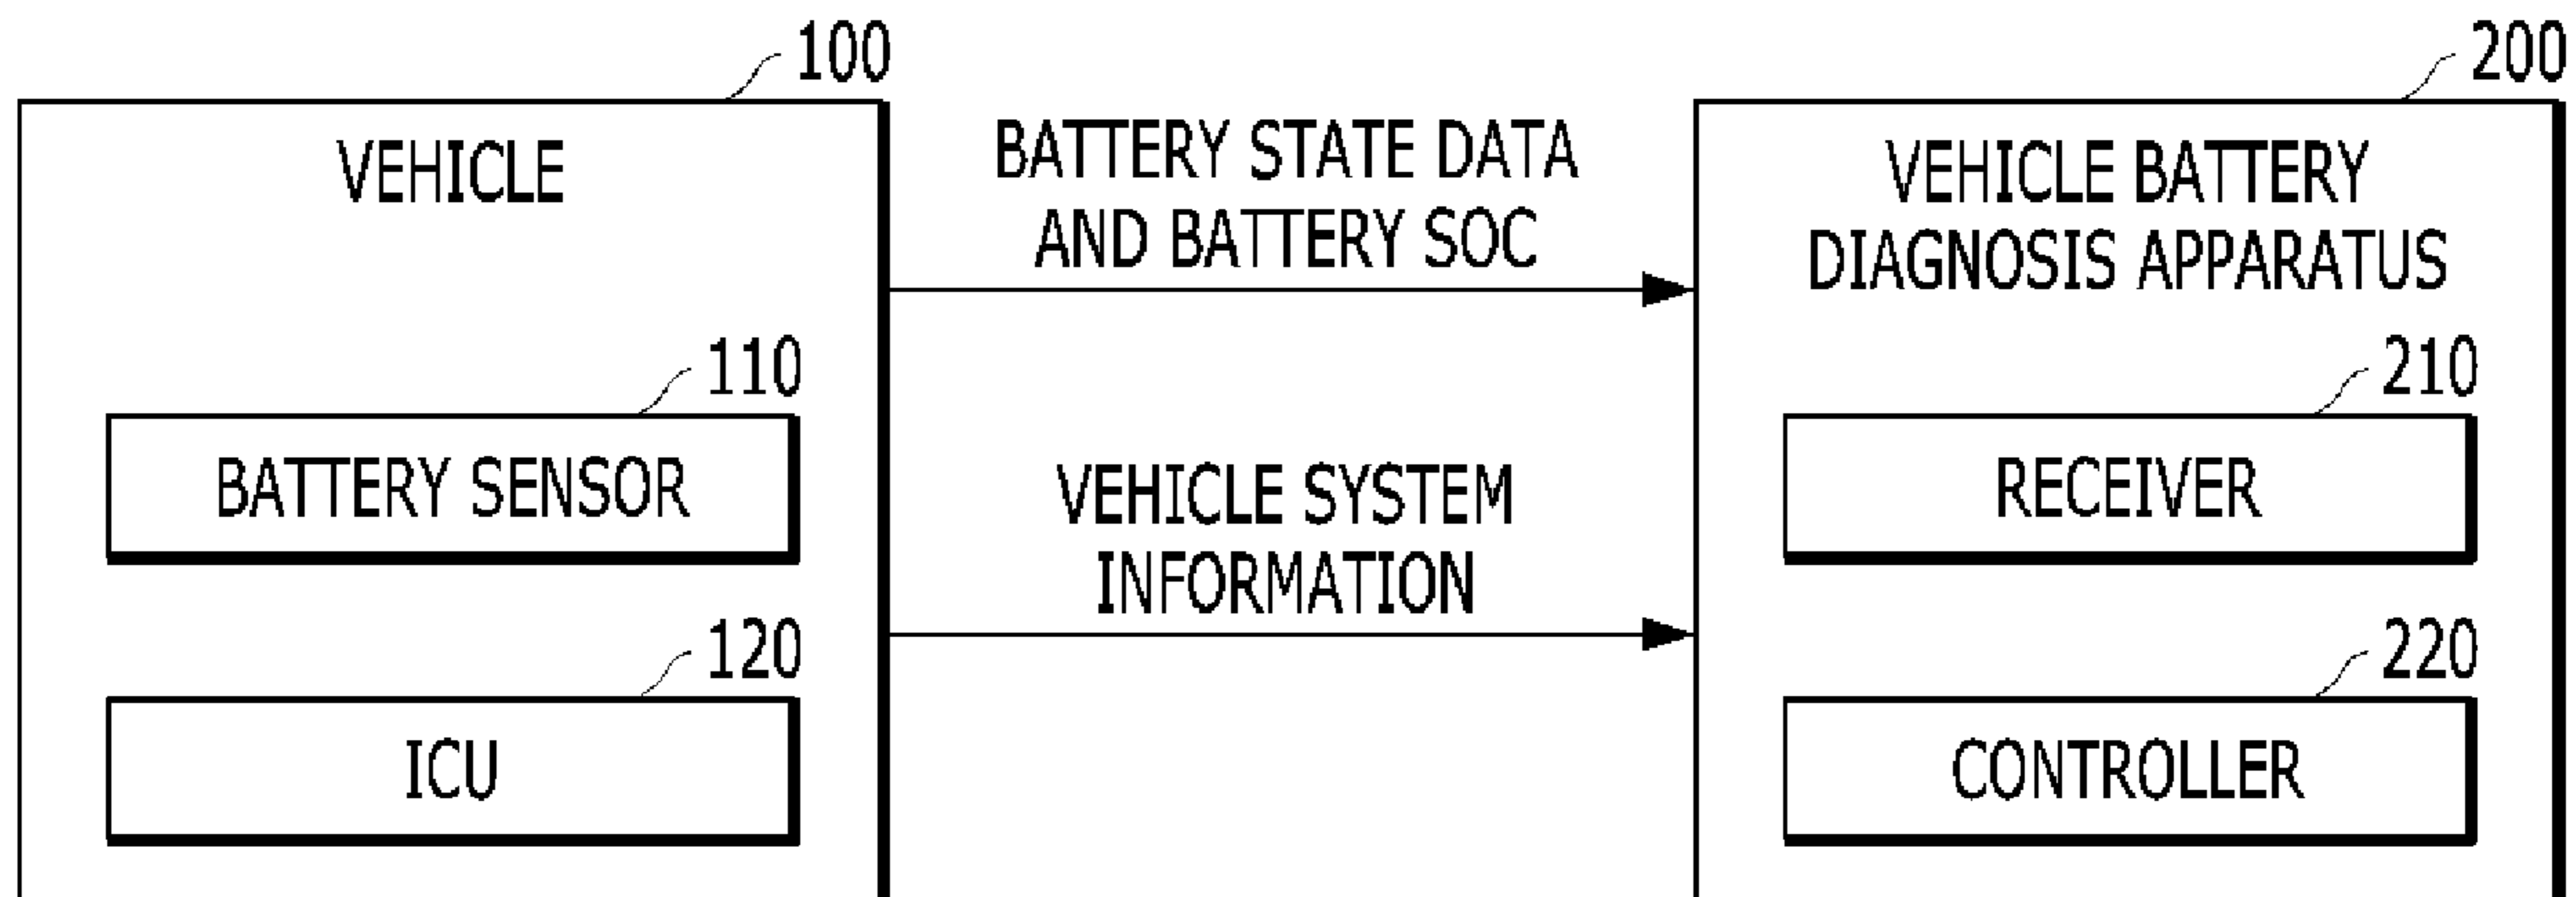 100
VEHICLE
110
BATTERY SENSOR
120
ICU
BATTERY STATE DATA
AND BATTERY SOC
VEHICLE SYSTEM
INFORMATION
200
VEHICLE BATTERY
DIAGNOSIS APPARATUS
210
RECEIVER
220
CONTROLLER